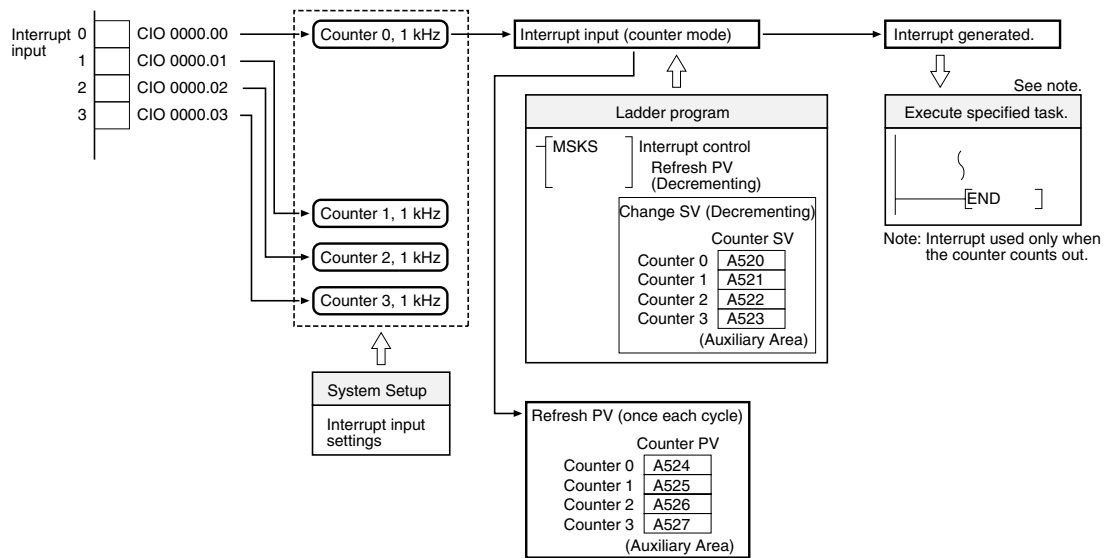 Interrupt input
0 CIO 0000.00
1 CIO 0000.01
2 CIO 0000.02
3 CIO 0000.03
Counter 0, 1 kHz
Counter 1, 1 kHz
Counter 2, 1 kHz
Counter 3, 1 kHz
System Setup
Interrupt input
settings
Interrupt input (counter mode)
Ladder program
MSKS
Interrupt control
Refresh PV
(Decrementing)
Change SV (Decrementing)
Counter SV
Counter 0 A520
Counter 1 A521
Counter 2 A522
Counter 3 A523
(Auxiliary Area)
Refresh PV (once each cycle)
Counter PV
Counter 0 A524
Counter 1 A525
Counter 2 A526
Counter 3 A527
(Auxiliary Area)
Interrupt generated.
See note.
Execute specified task.
END
Note: Interrupt used only when
the counter counts out.